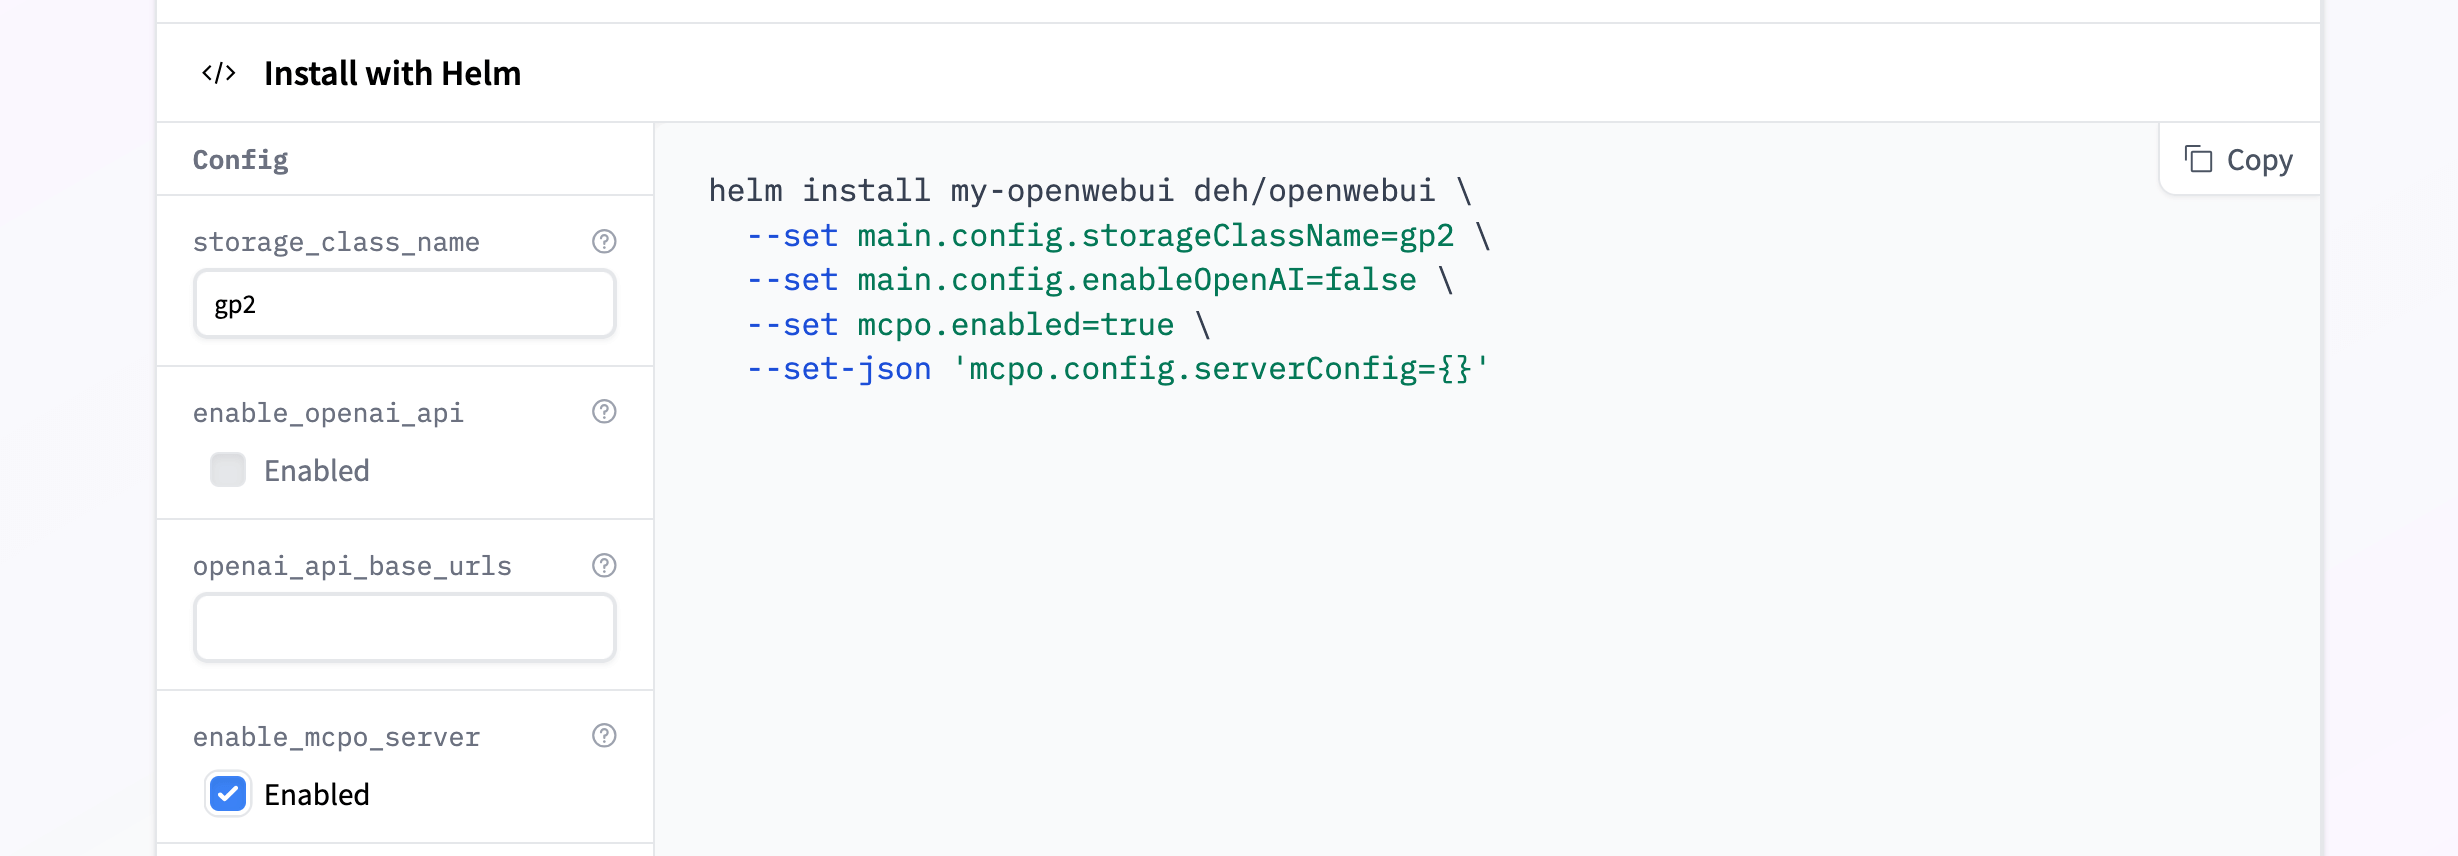 </> Install with Helm
Config
storage_class_name
gp2
enable_openai_api
Enabled
openai_api_base_urls
enable_mcpo_server
Enabled
Copy
helm install my-openwebui deh/openwebui \
  --set main.config.storageClassName=gp2 \
  --set main.config.enableOpenAI=false \
  --set mcpo.enabled=true \
  --set-json 'mcpo.config.serverConfig={}'